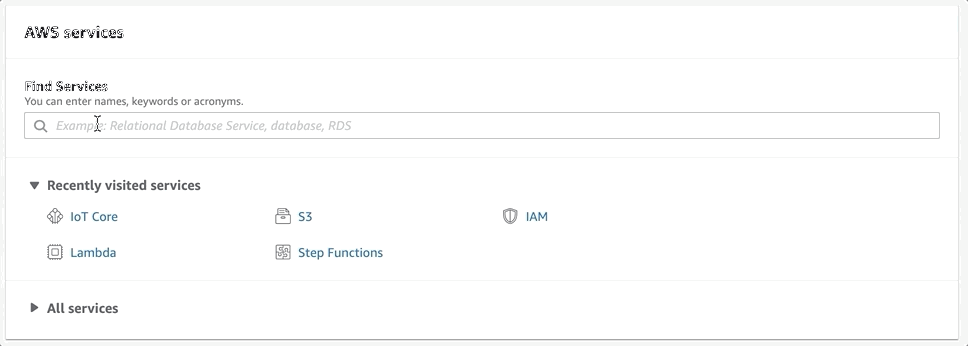 AWS services
Find Services
You can enter names, keywords or acronyms.
Example: Relational Database Service, database, RDS
Recently visited services
IoT Core S3 IAM
Lambda Step Functions
All services